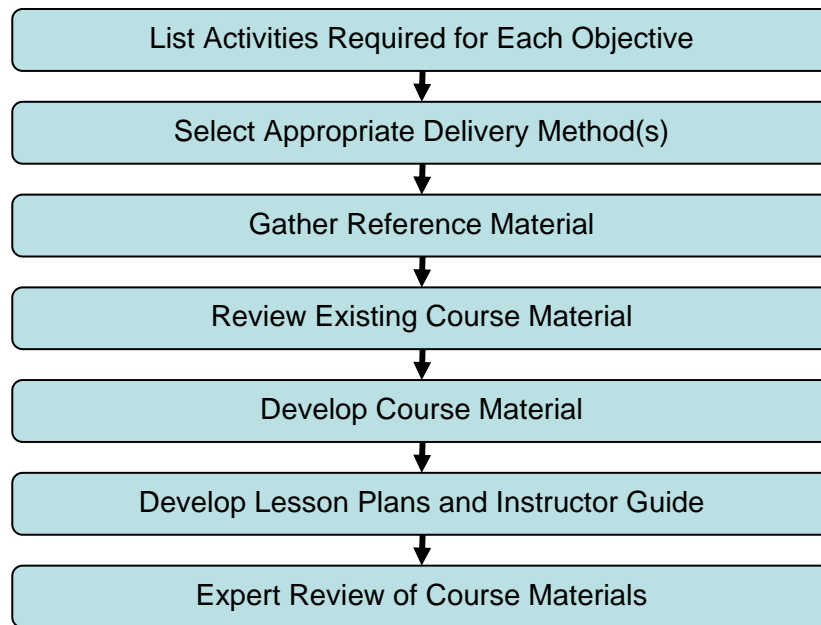 List Activities Required for Each Objective
Select Appropriate Delivery Method(s)
Gather Reference Material
Review Existing Course Material
Develop Course Material
Develop Lesson Plans and Instructor Guide
Expert Review of Course Materials